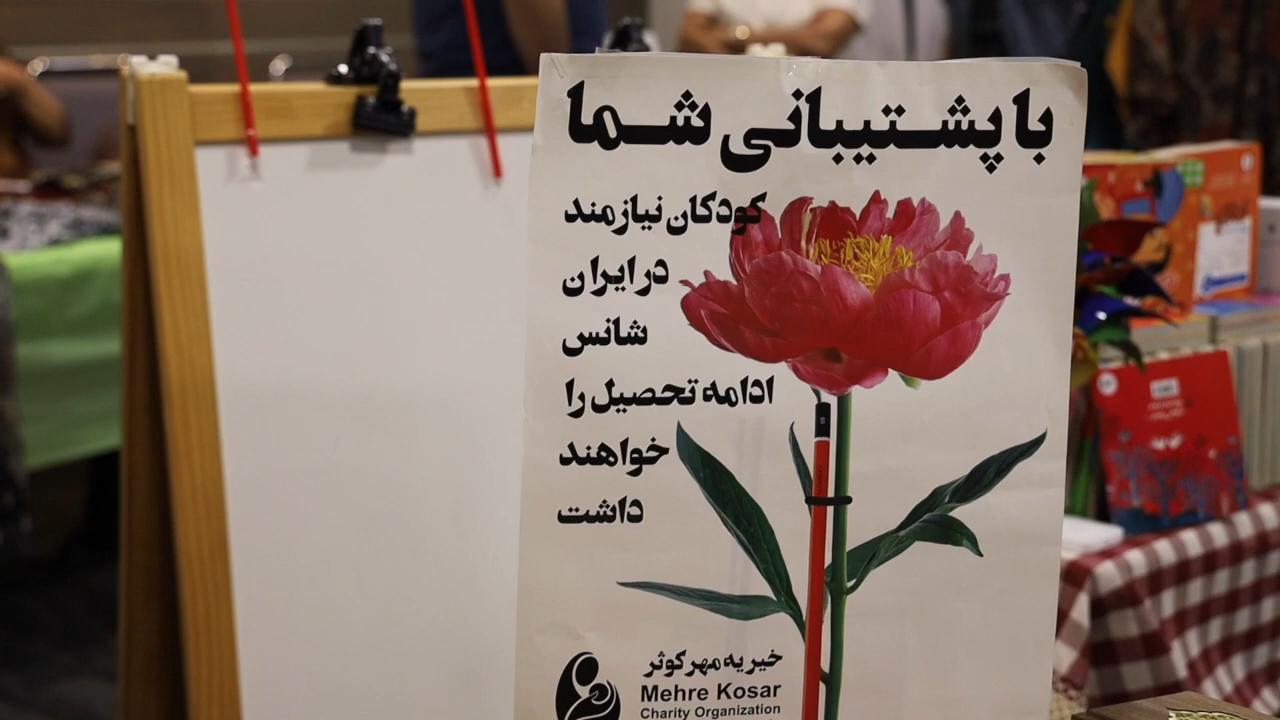 با پشتیبانی شما
کودکان نیازمند
در ایران
شانس
ادامه تحصیل را
خواهند
داشت
خیریه مهر کوثر
Mehre Kosar
Charity Organization